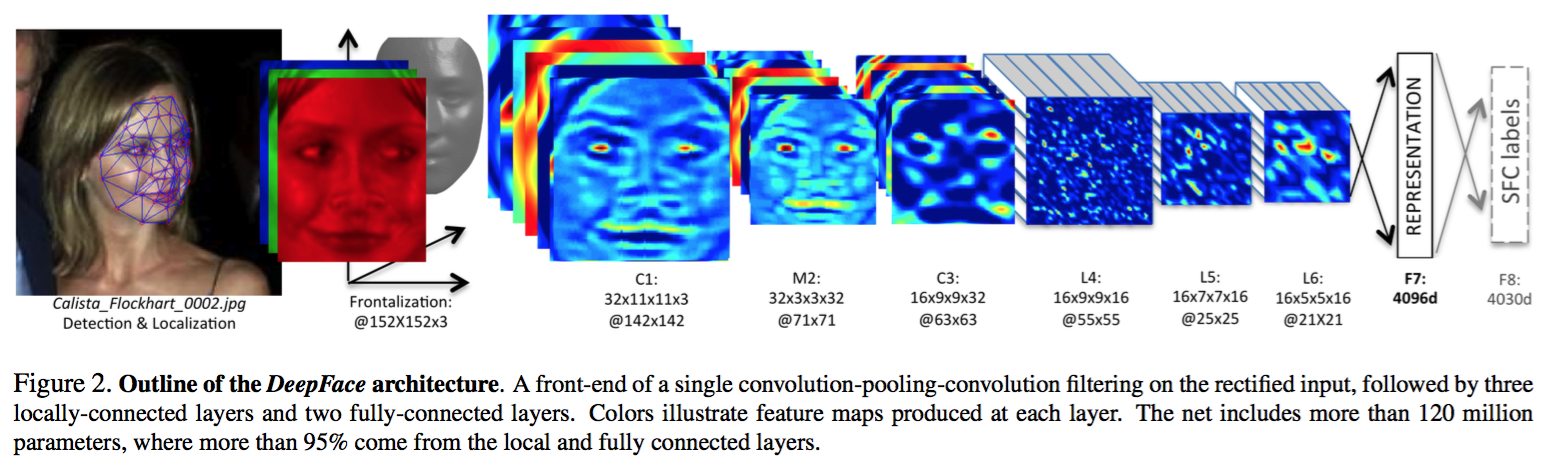 Calista_Flockhart_0002.jpg
Detection & Localization
Frontalization:
@152X152x3
C1:
32x11x11x3
@142x142
M2:
32x3x3x32
@71x71
C3:
16x9x9x32
@63x63
L4:
16x9x9x16
@55x55
L5:
16x7x7x16
@25x25
L6:
16x5x5x16
@21X21
REPRESENTATION
F7:
4096d
SFC labels
F8:
4030d
Figure 2. Outline of the DeepFace architecture. A front-end of a single convolution-pooling-convolution filtering on the rectified input, followed by three
locally-connected layers and two fully-connected layers. Colors illustrate feature maps produced at each layer. The net includes more than 120 million
parameters, where more than 95% come from the local and fully connected layers.